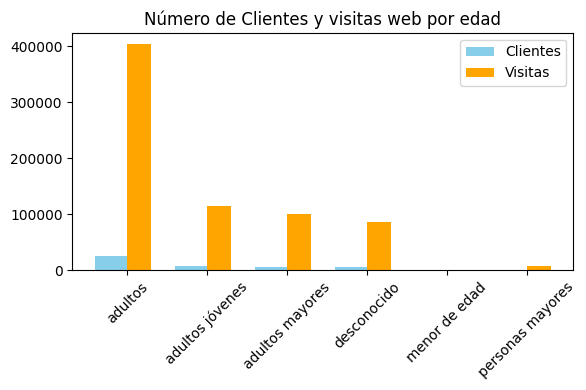 Número de Clientes y visitas web por edad
Clientes
Visitas
400000
300000
200000
100000
0
adultos
adultos jóvenes
adultos mayores
desconocido
menor de edad
personas mayores